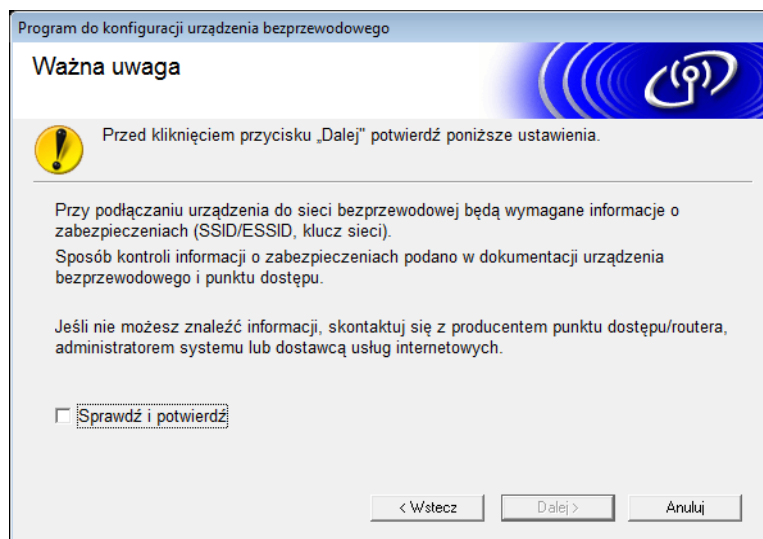 Program do konfiguracji urządzenia bezprzewodowego
Ważna uwaga
Przed kliknięciem przycisku „Dalej" potwierdź poniższe ustawienia.
Przy podłączaniu urządzenia do sieci bezprzewodowej będą wymagane informacje o
zabezpieczeniach (SSID/ESSID, klucz sieci).
Sposób kontroli informacji o zabezpieczeniach podano w dokumentacji urządzenia
bezprzewodowego i punktu dostępu.
Jeśli nie możesz znaleźć informacji, skontaktuj się z producentem punktu dostępu/routera,
administratorem systemu lub dostawcą usług internetowych.
Sprawdź i potwierdź
< Wstecz
Dalej >
Anuluj